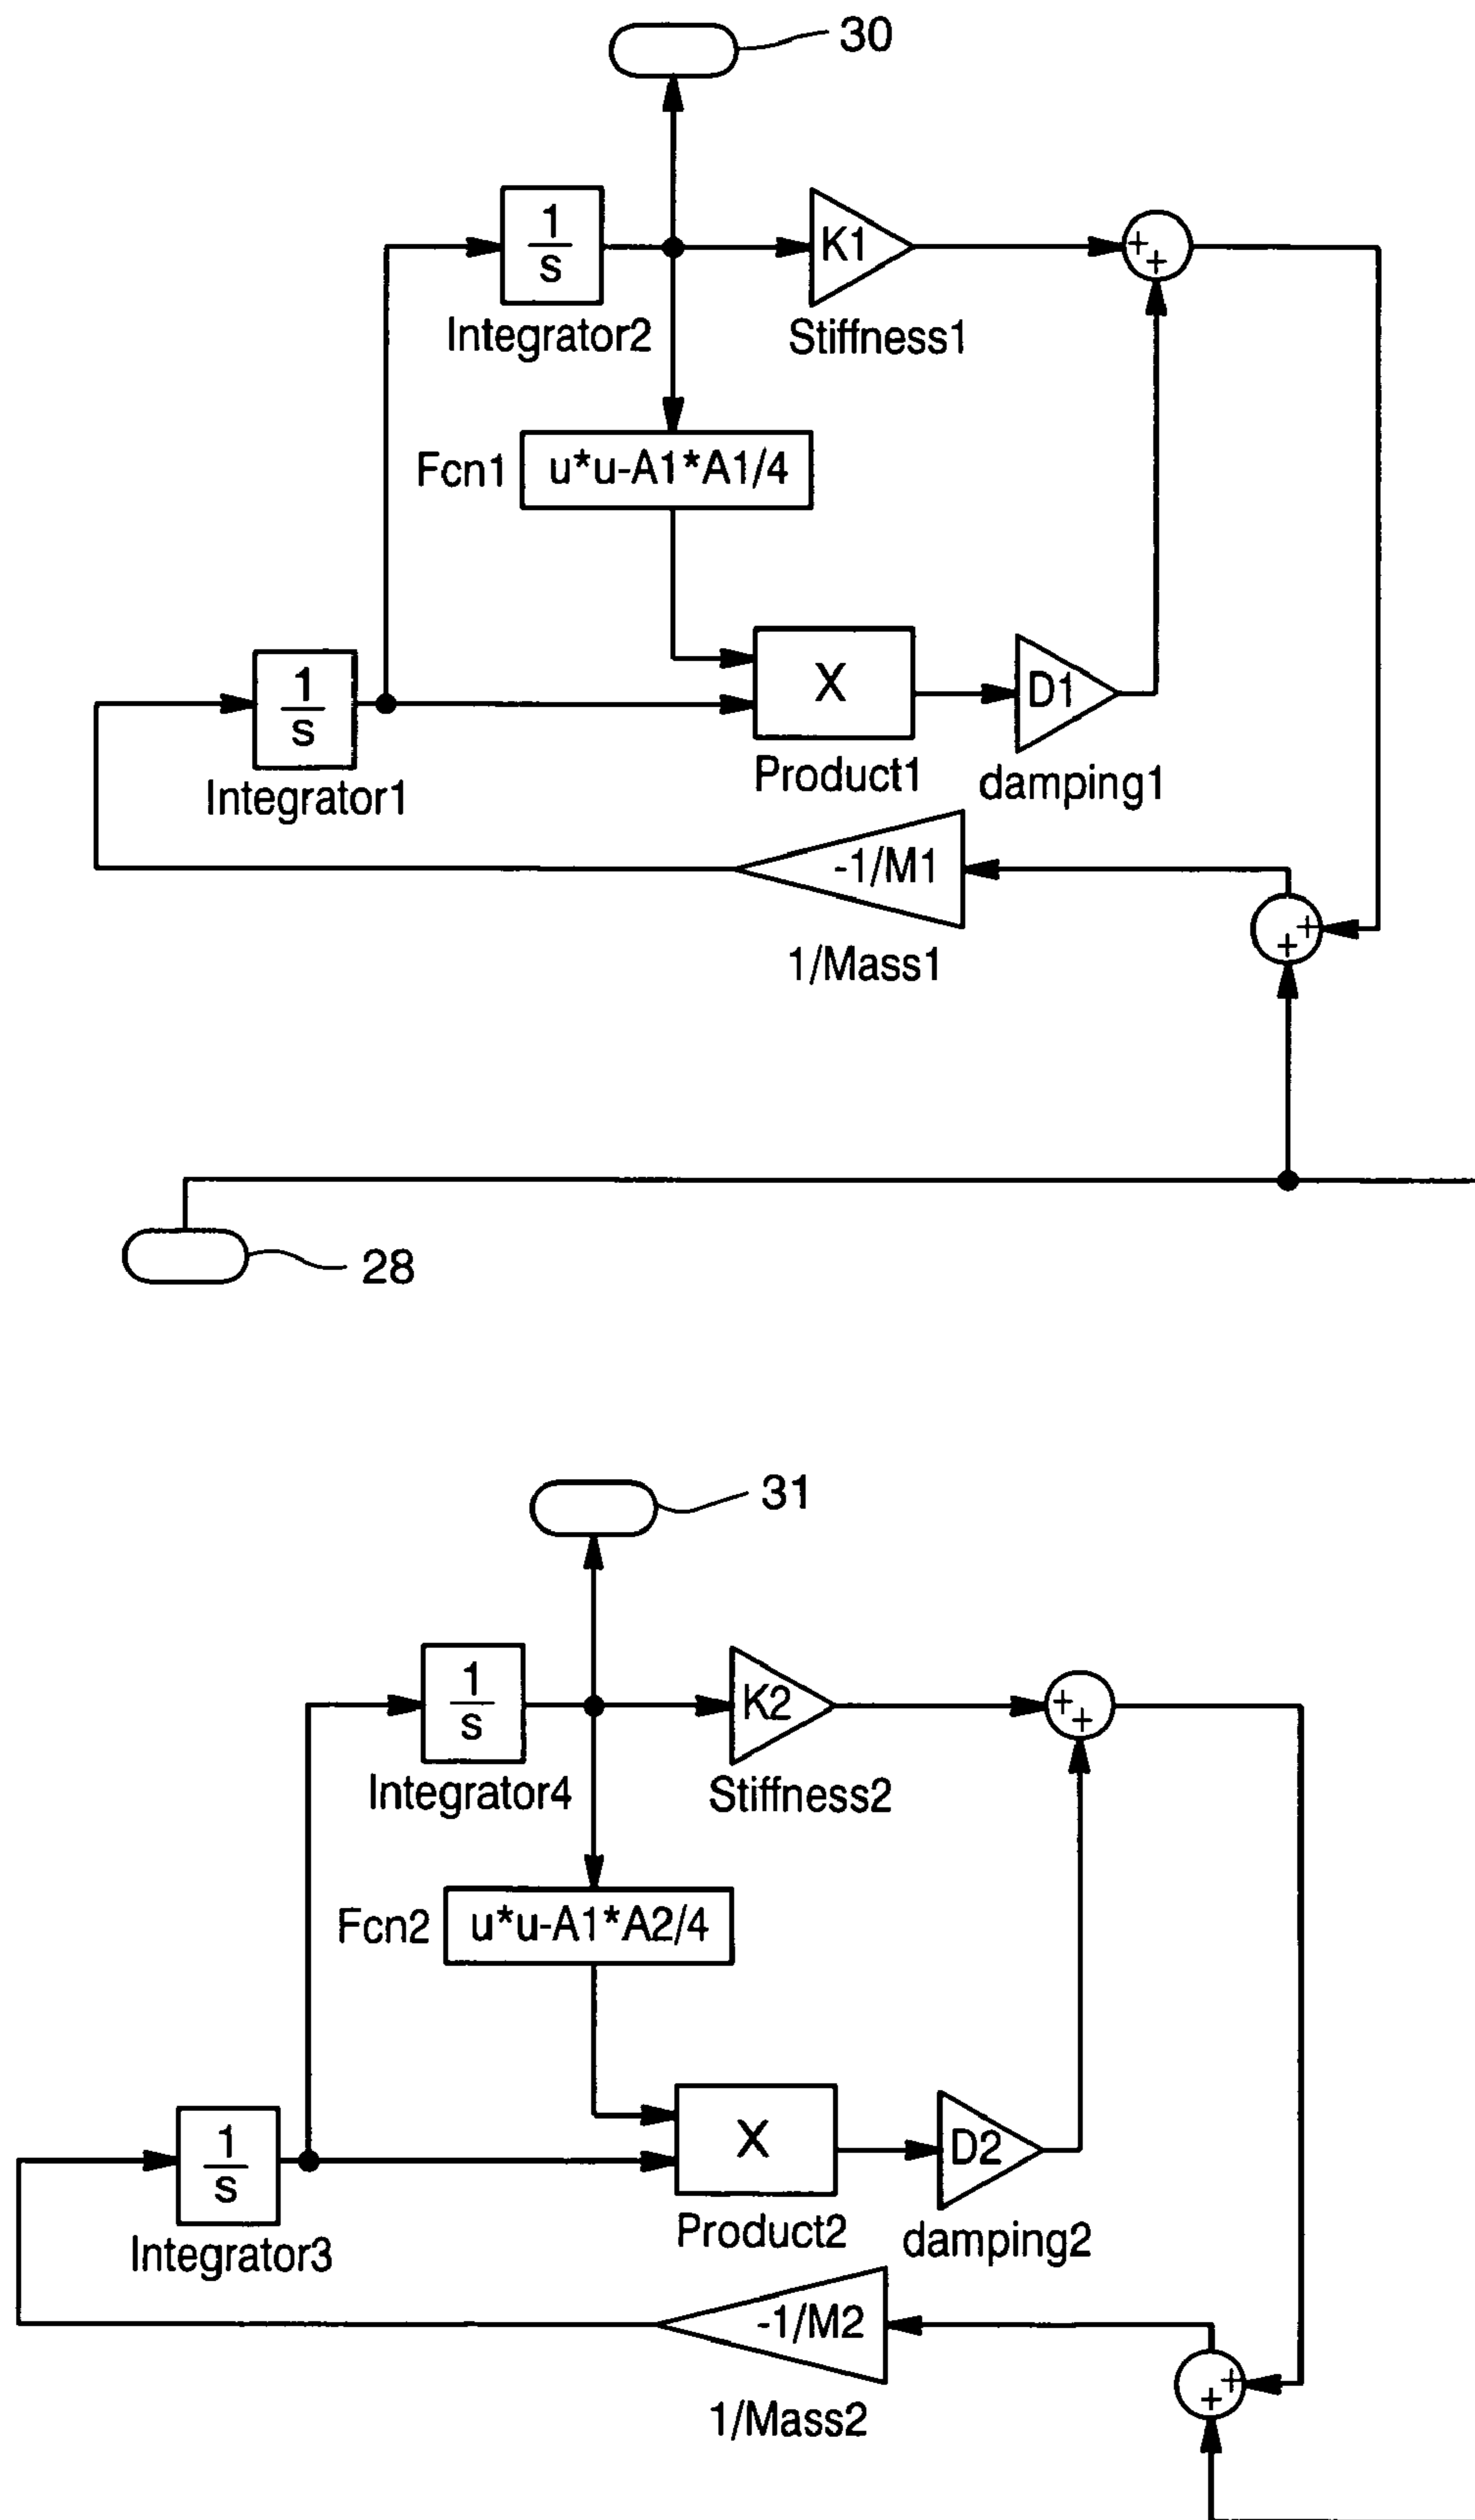 30
1
s
K1
+
+
Integrator2
Stiffness1
Fcn1
u*u-A1*A1/4
1
s
X
D1
Integrator1
Product1
damping1
-1/M1
+
+
1/Mass1
28
31
1
s
K2
+
+
Integrator4
Stiffness2
Fcn2
u*u-A1*A2/4
1
s
X
D2
Integrator3
Product2
damping2
-1/M2
+
+
1/Mass2